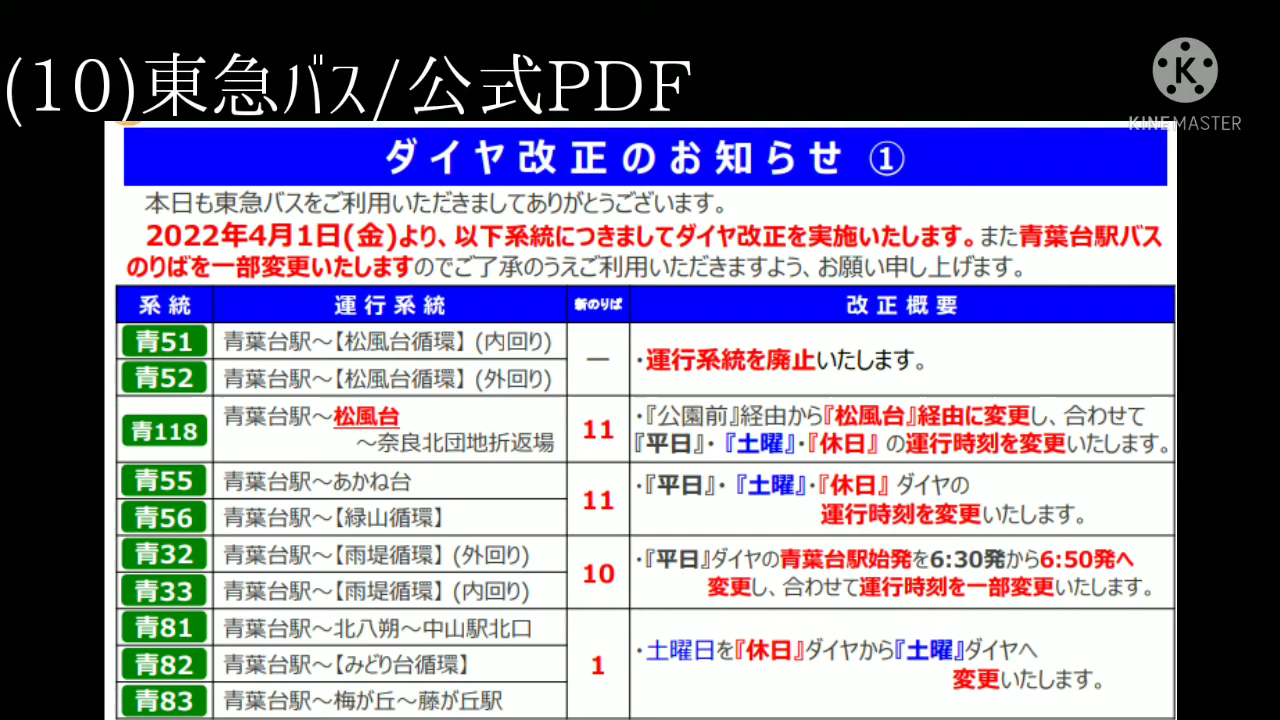 (10)東急バス/公式PDF
K
KINEMASTER
ダイヤ改正のお知らせ ①
本日も東急バスをご利用いただきましてありがとうございます。
2022年4月1日(金)より、以下系統につきましてダイヤ改正を実施いたします。また青葉台駅バス
のりばを一部変更いたしますのでご了承のうえご利用いただきますよう、お願い申し上げます。
系統 運行系統 新のりば 改正概要
青51 青葉台駅～【松風台循環】(内回り)
青52 青葉台駅～【松風台循環】(外回り)
― ・運行系統を廃止いたします。
青118 青葉台駅～松風台
～奈良北団地折返場
11 ・『公園前』経由から『松風台』経由に変更し、合わせて
『平日』・『土曜』・『休日』の運行時刻を変更いたします。
青55 青葉台駅～あかね台
青56 青葉台駅～【緑山循環】
11 ・『平日』・『土曜』・『休日』ダイヤの
運行時刻を変更いたします。
青32 青葉台駅～【雨堤循環】(外回り)
青33 青葉台駅～【雨堤循環】(内回り)
10 ・『平日』ダイヤの青葉台駅始発を6:30発から6:50発へ
変更し、合わせて運行時刻を一部変更いたします。
青81 青葉台駅～北八朔～中山駅北口
青82 青葉台駅～【みどり台循環】
青83 青葉台駅～梅が丘～藤が丘駅
1 ・土曜日を『休日』ダイヤから『土曜』ダイヤへ
変更いたします。